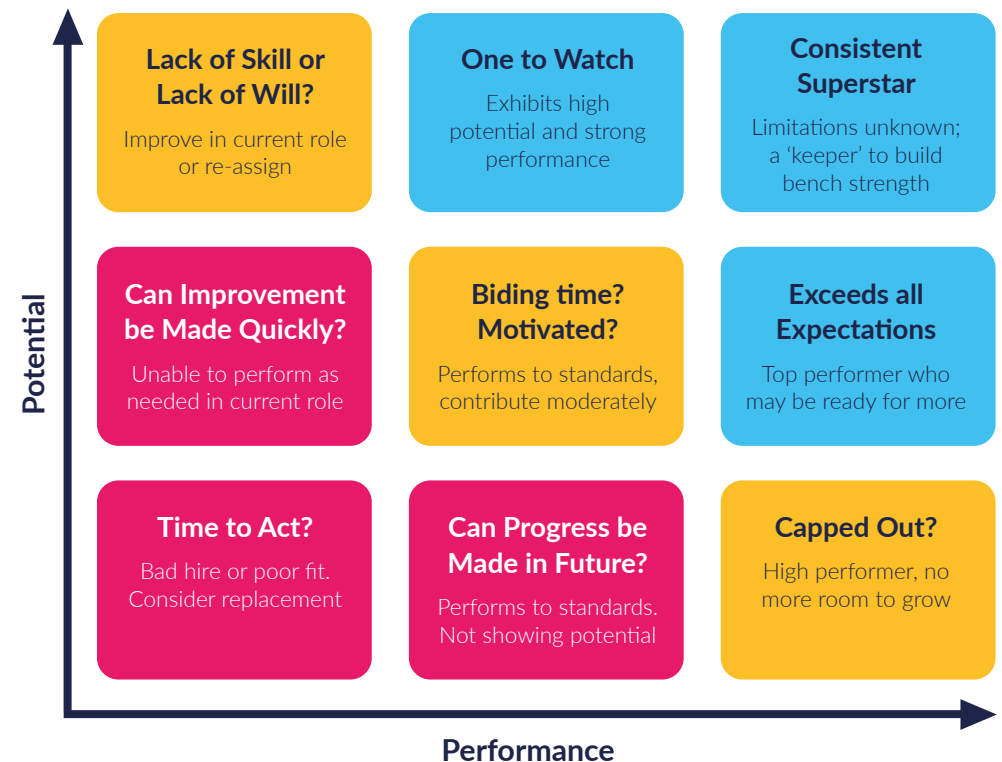 Potential
Lack of Skill or
Lack of Will?
Improve in current role
or re-assign
One to Watch
Exhibits high
potential and strong
performance
Consistent
Superstar
Limitations unknown;
a ‘keeper’ to build
bench strength
Can Improvement
be Made Quickly?
Unable to perform as
needed in current role
Biding time?
Motivated?
Performs to standards,
contribute moderately
Exceeds all
Expectations
Top performer who
may be ready for more
Time to Act?
Bad hire or poor fit.
Consider replacement
Can Progress be
Made in Future?
Performs to standards.
Not showing potential
Capped Out?
High performer, no
more room to grow
Performance